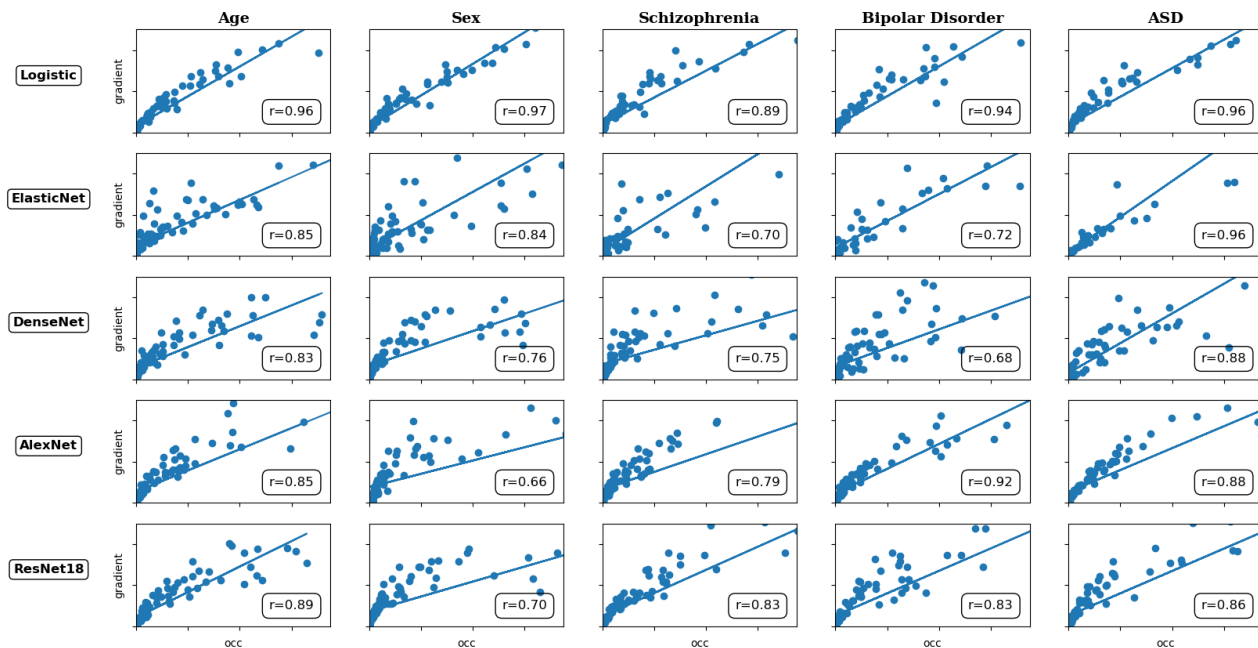 Age Sex Schizophrenia Bipolar Disorder ASD
Logistic gradient r=0.96 r=0.97 r=0.89 r=0.94 r=0.96
ElasticNet gradient r=0.85 r=0.84 r=0.70 r=0.72 r=0.96
DenseNet gradient r=0.83 r=0.76 r=0.75 r=0.68 r=0.88
AlexNet gradient r=0.85 r=0.66 r=0.79 r=0.92 r=0.88
ResNet18 gradient r=0.89 r=0.70 r=0.83 r=0.83 r=0.86
occ occ occ occ occ